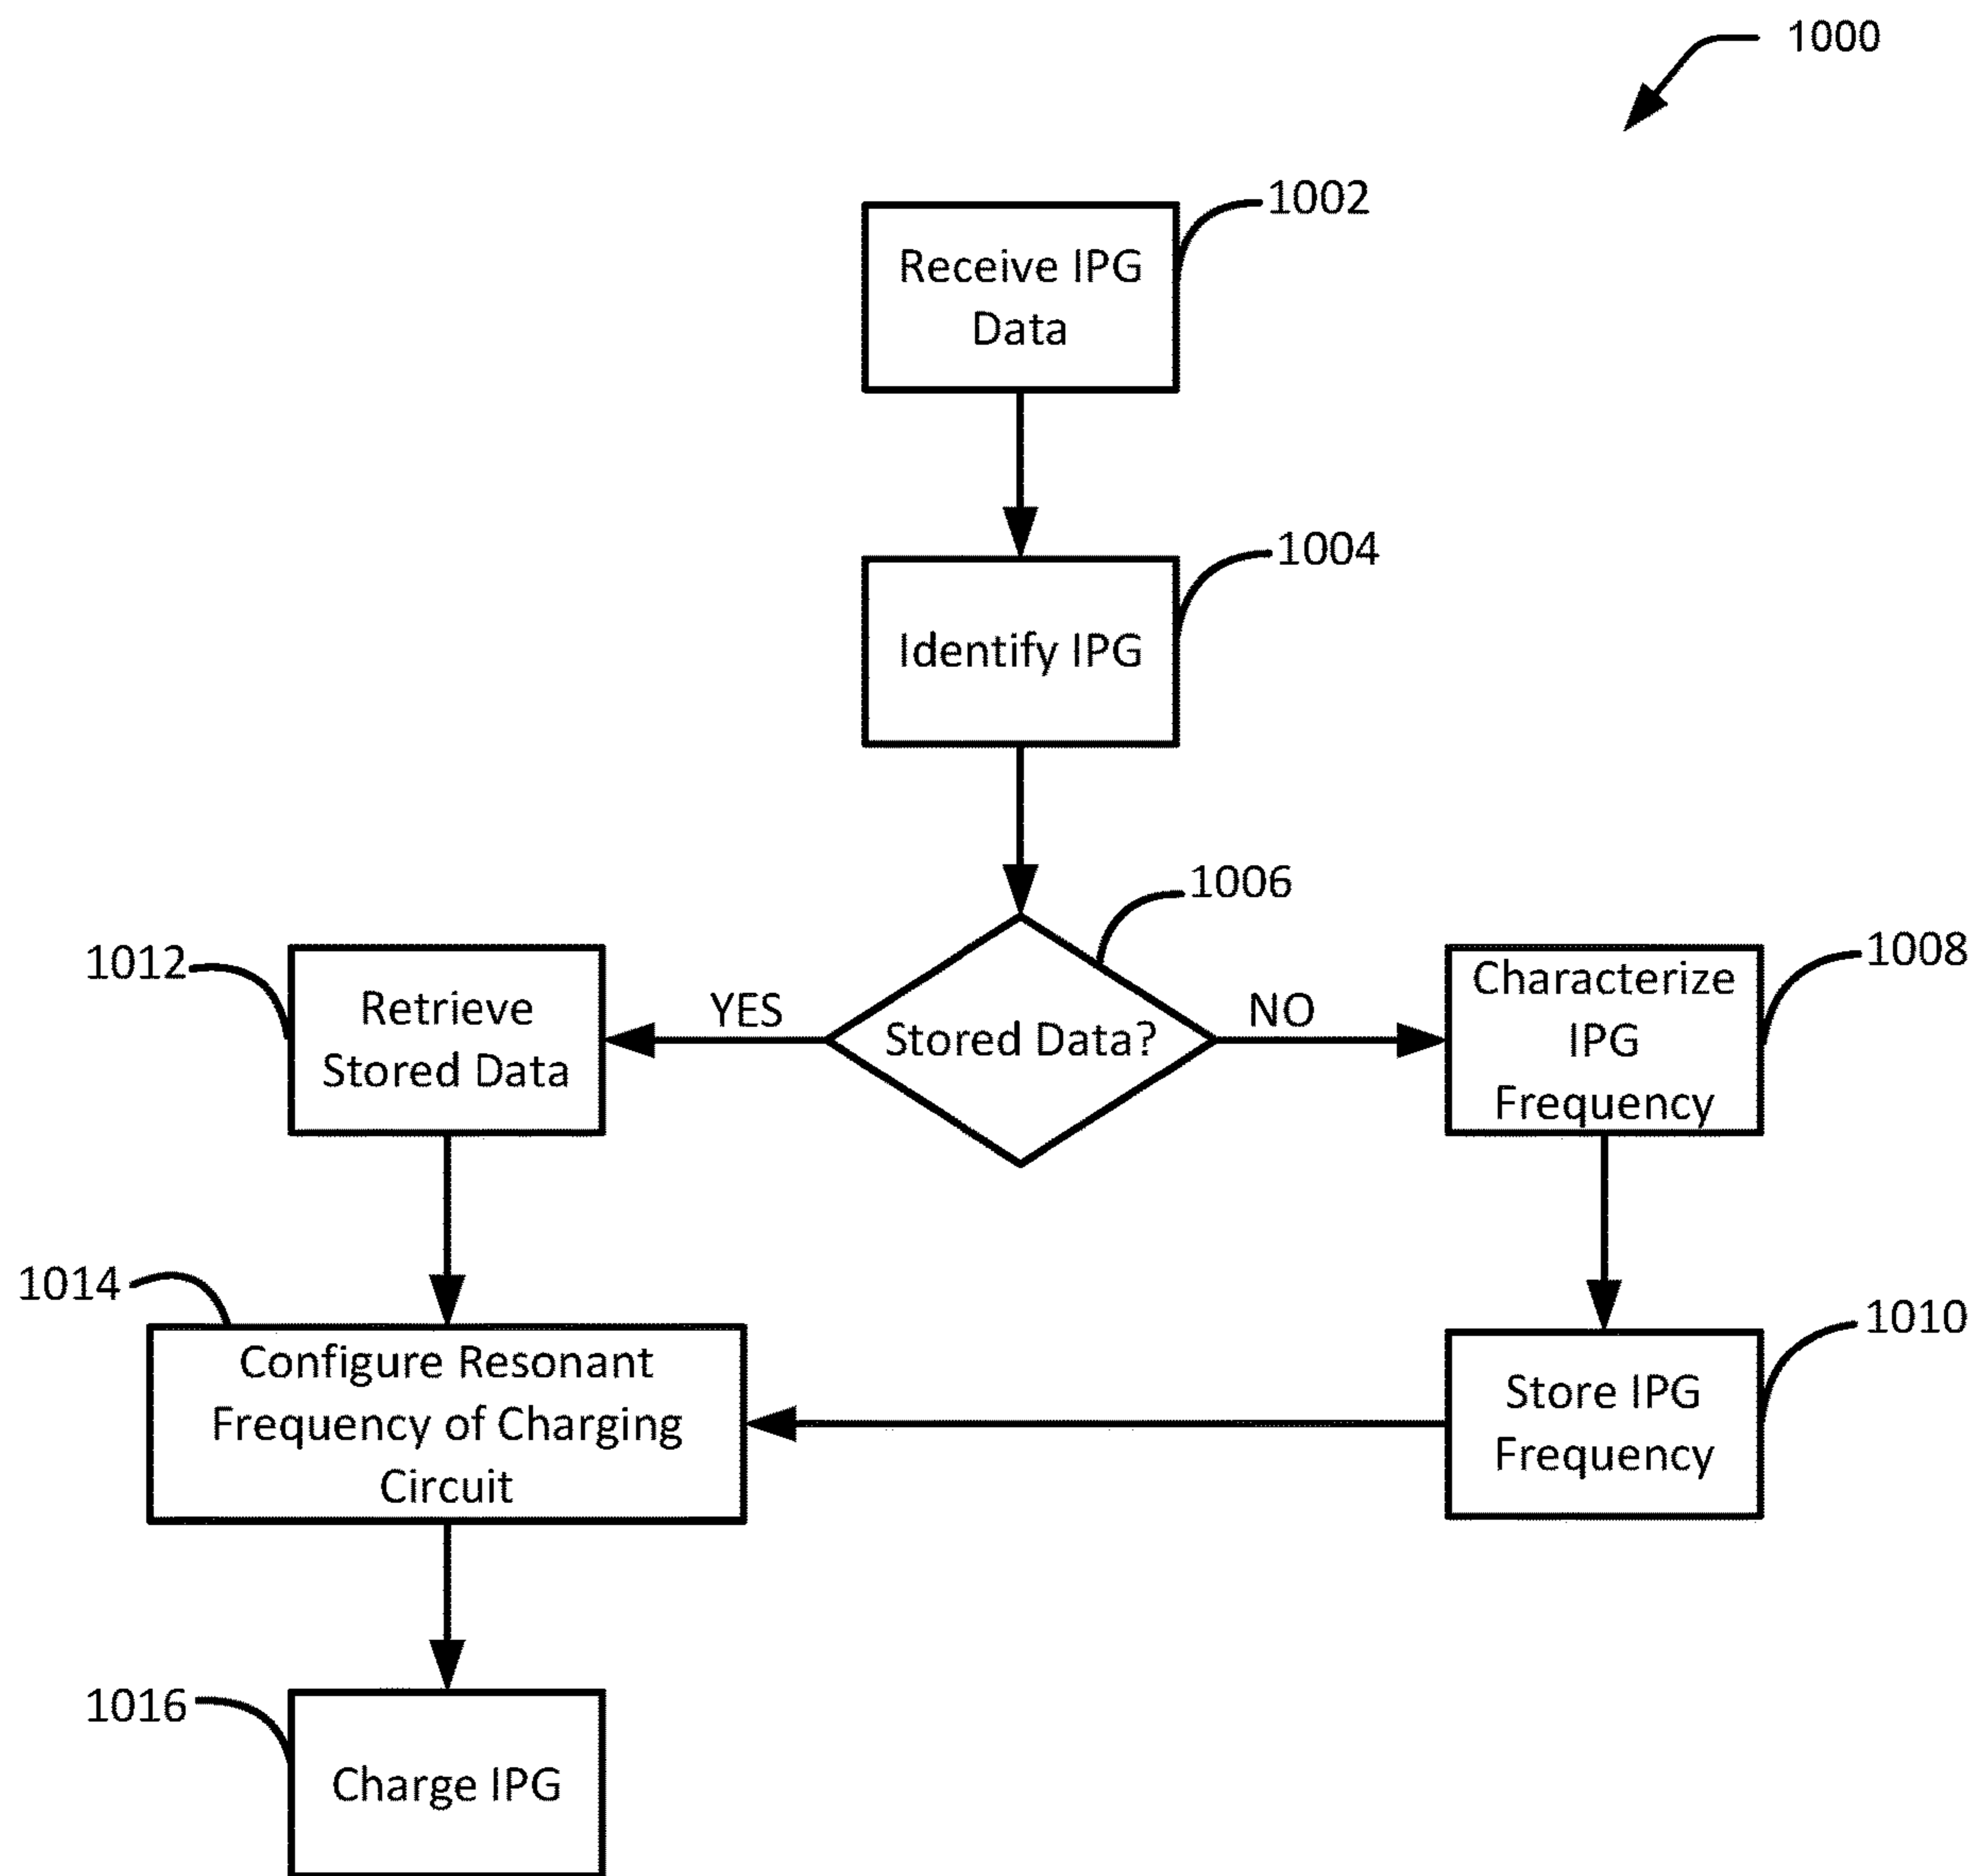 1000
1002
Receive IPG
Data
1004
Identify IPG
1006
1012
Retrieve
Stored Data
YES
Stored Data?
NO
1008
Characterize
IPG
Frequency
1014
Configure Resonant
Frequency of Charging
Circuit
1010
Store IPG
Frequency
1016
Charge IPG